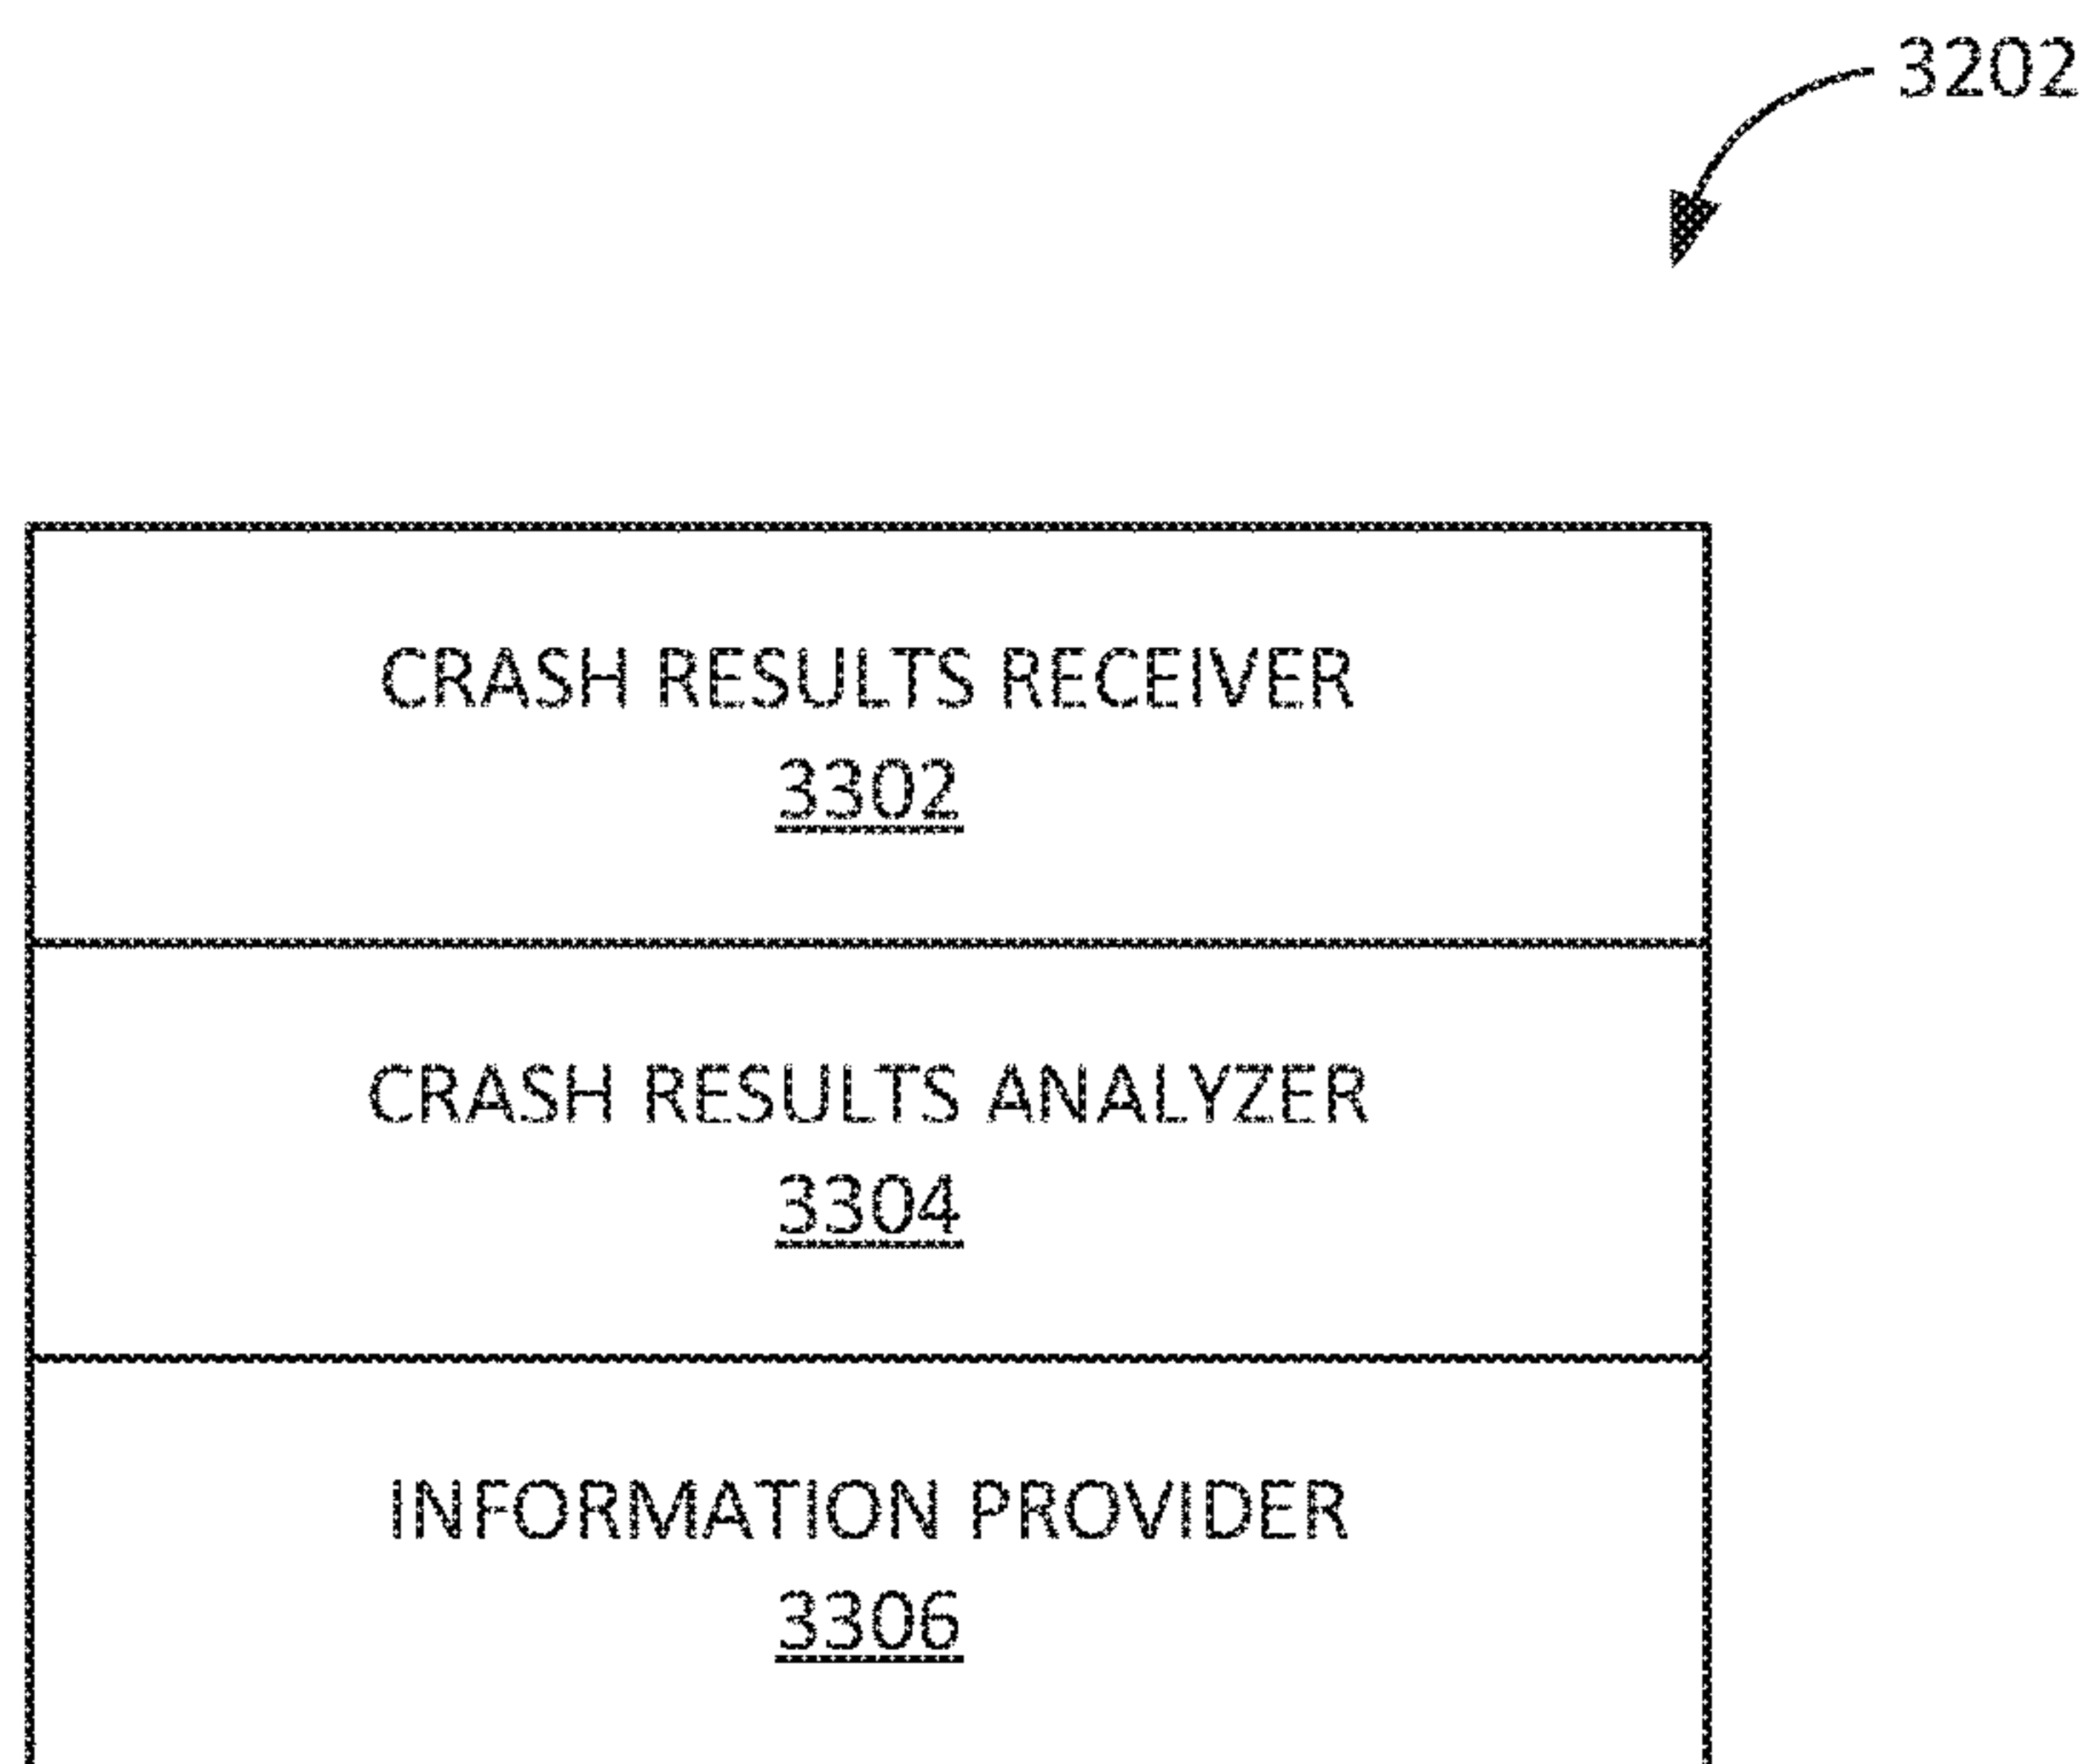 3202
CRASH RESULTS RECEIVER
3302
CRASH RESULTS ANALYZER
3304
INFORMATION PROVIDER
3306